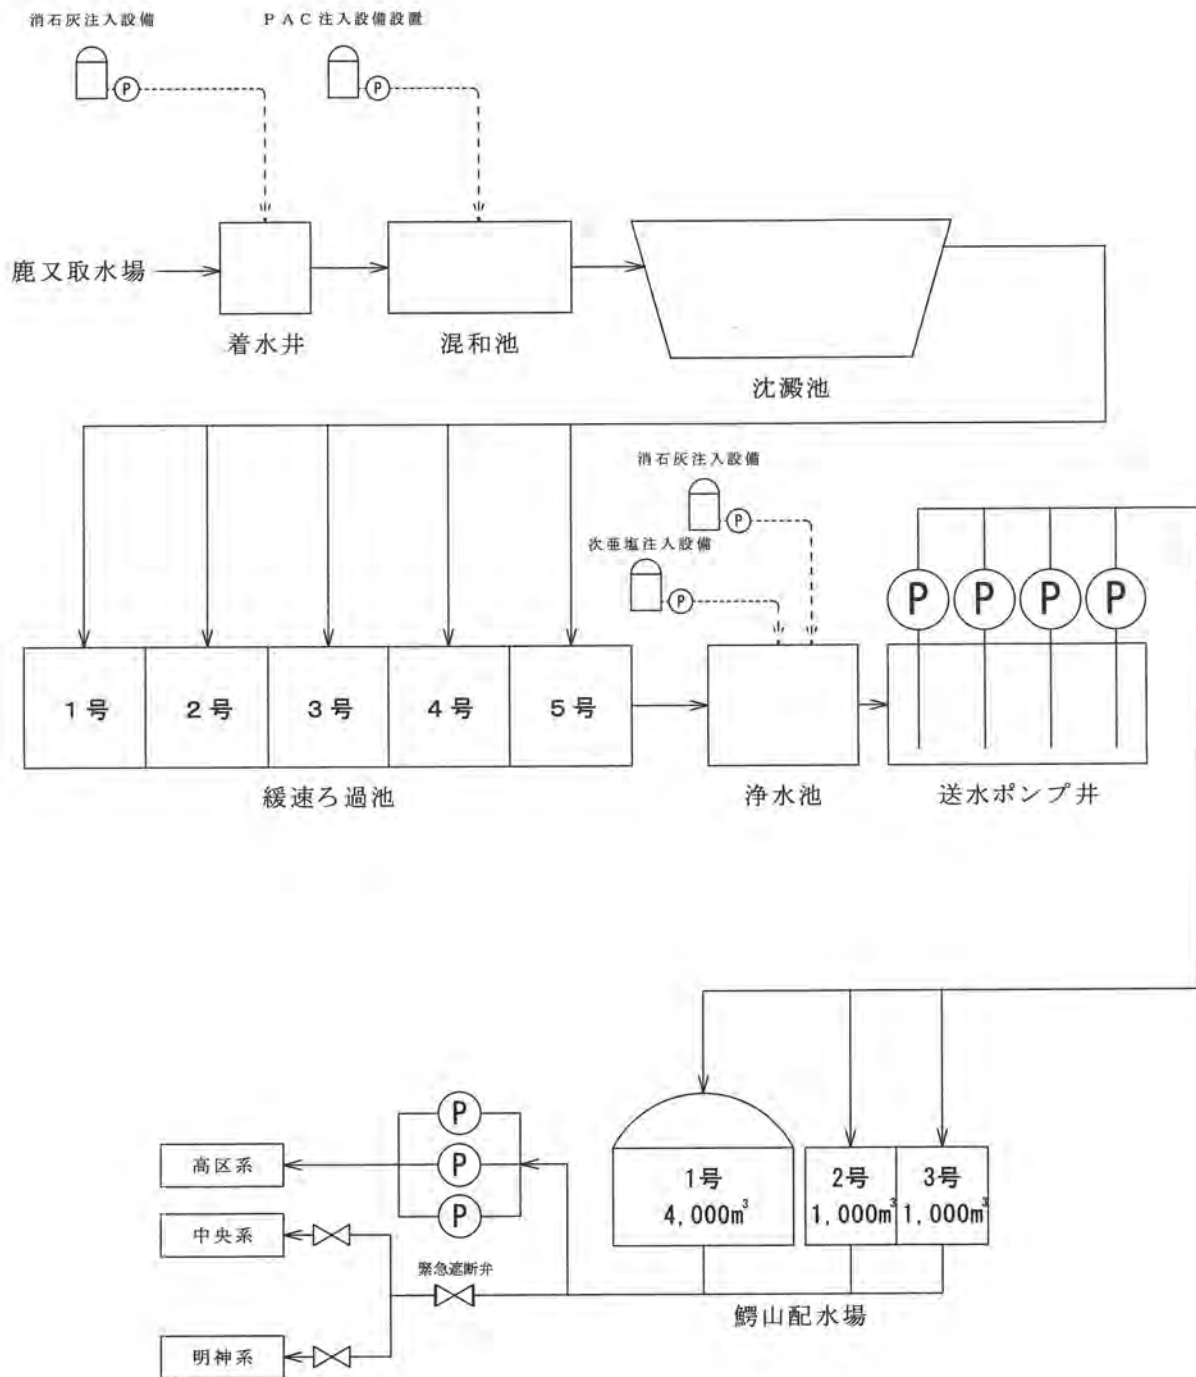 消石灰注入設備
PAC注入設備設置
P
P
鹿又取水場
着水井
混和池
沈澱池
消石灰注入設備
P
次亜塩注入設備
P
P
P
P
P
1号
2号
3号
4号
5号
緩速ろ過池
浄水池
送水ポンプ井
P
P
P
高区系
中央系
明神系
緊急遮断弁
1号
4,000m³
2号
1,000m³
3号
1,000m³
鰐山配水場